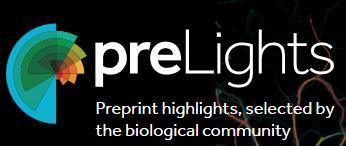 preLights
Preprint highlights, selected by
the biological community